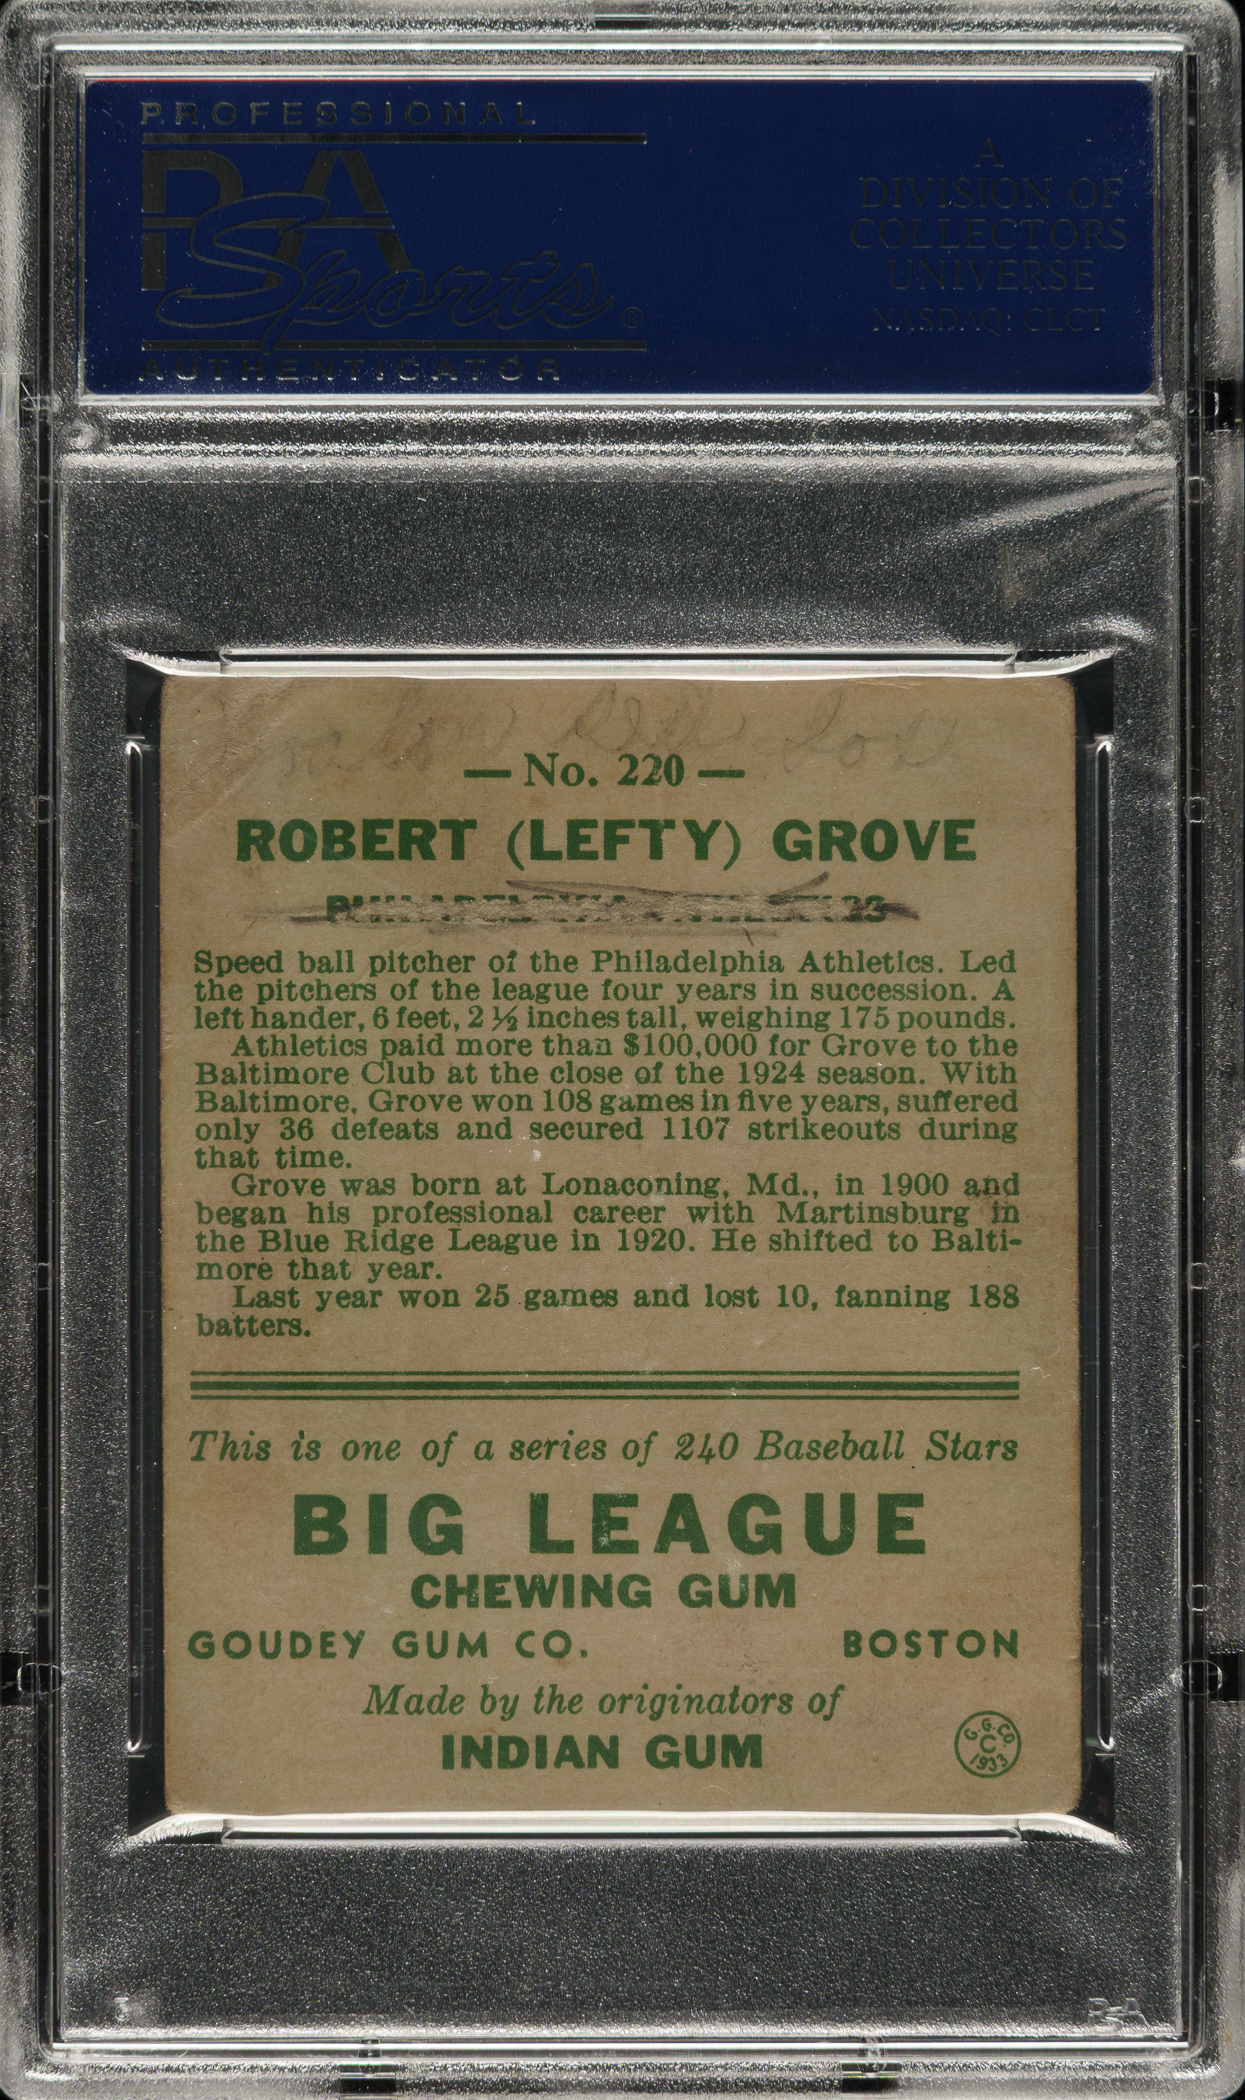 PROFESSIONAL
PSA
Sports®
AUTHENTICATOR
A
DIVISION OF
COLLECTORS
UNIVERSE
NASDAQ: CLCT
— No. 220 —
ROBERT (LEFTY) GROVE
PHILADELPHIA ATHLETICS
Speed ball pitcher of the Philadelphia Athletics. Led
the pitchers of the league four years in succession. A
left hander, 6 feet, 2 ½ inches tall, weighing 175 pounds.
Athletics paid more than $100,000 for Grove to the
Baltimore Club at the close of the 1924 season. With
Baltimore, Grove won 108 games in five years, suffered
only 36 defeats and secured 1107 strikeouts during
that time.
Grove was born at Lonaconing, Md., in 1900 and
began his professional career with Martinsburg in
the Blue Ridge League in 1920. He shifted to Balti-
more that year.
Last year won 25 games and lost 10, fanning 188
batters.
This is one of a series of 240 Baseball Stars
BIG LEAGUE
CHEWING GUM
GOUDEY GUM CO. BOSTON
Made by the originators of
INDIAN GUM
G.G.CO.
C
1933
PSA